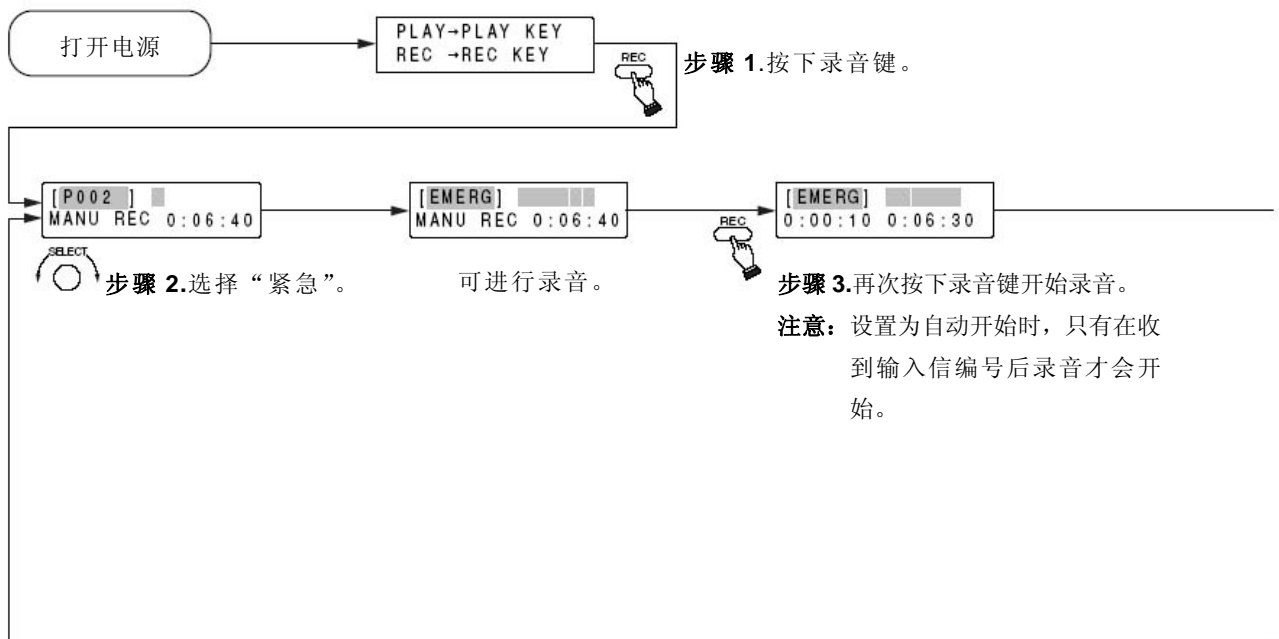 打开电源
PLAY→PLAY KEY
REC →REC KEY
REC
步骤 1.按下录音键。
[P002 ]
MANU REC 0:06:40
SELECT
步骤 2.选择“紧急”。
[EMERG]
MANU REC 0:06:40
可进行录音。
REC
[EMERG]
0:00:10 0:06:30
步骤 3.再次按下录音键开始录音。
注意：设置为自动开始时，只有在收
到输入信编号后录音才会开
始。